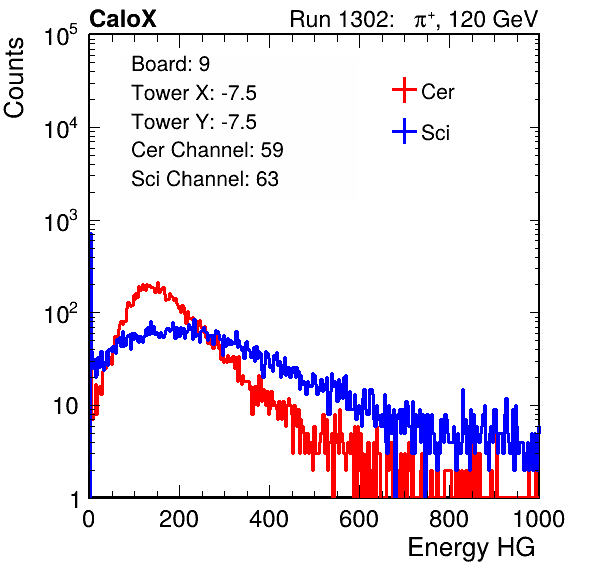 CaloX Run 1302: π⁺, 120 GeV
Counts
10⁵
10⁴
10³
10²
10
1
Board: 9
Tower X: -7.5
Tower Y: -7.5
Cer Channel: 59
Sci Channel: 63
Cer
Sci
0 200 400 600 800 1000
Energy HG